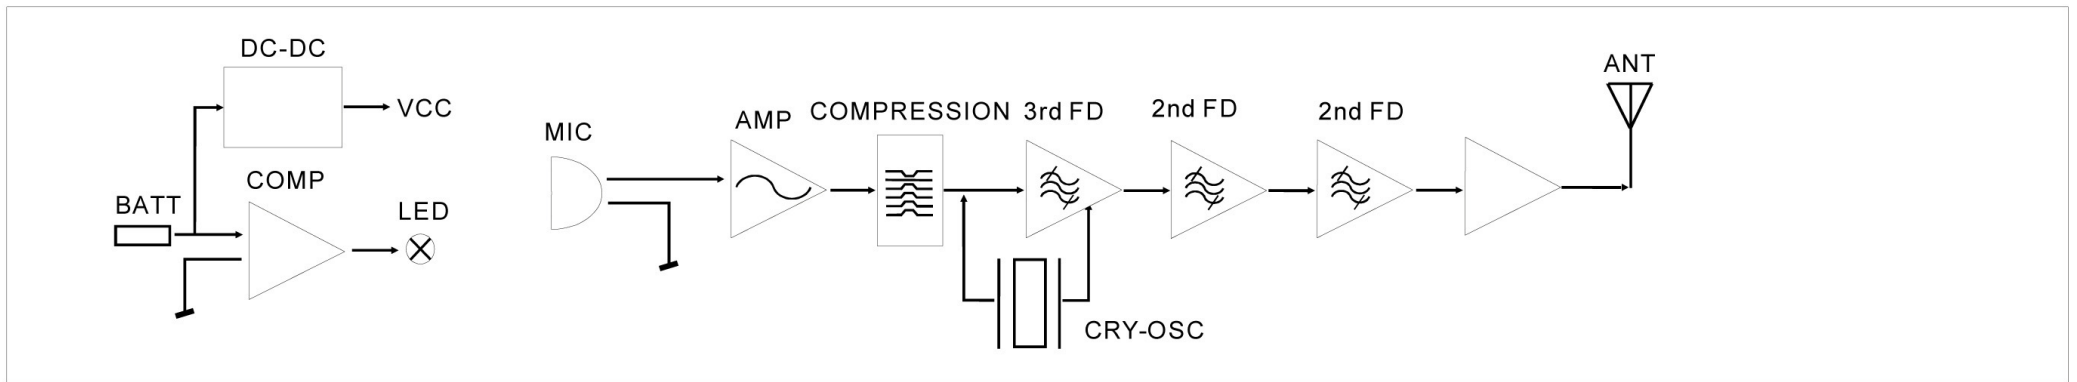 DC-DC
VCC
COMP
BATT
LED
MIC
AMP
COMPRESSION
3rd FD
2nd FD
2nd FD
ANT
CRY-OSC